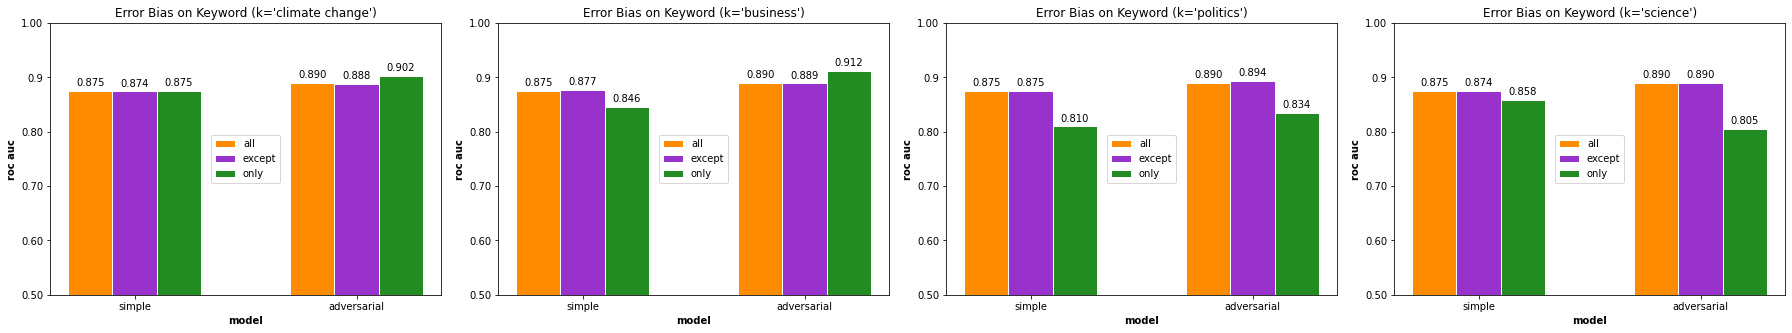 Error Bias on Keyword (k='climate change')
1.00
0.9
0.80
0.70
0.60
0.50
roc auc
0.875
0.874
0.875
0.890
0.888
0.902
all
except
only
simple
adversarial
model
Error Bias on Keyword (k='business')
1.00
0.9
0.80
0.70
0.60
0.50
roc auc
0.875
0.877
0.846
0.890
0.889
0.912
all
except
only
simple
adversarial
model
Error Bias on Keyword (k='politics')
1.00
0.9
0.80
0.70
0.60
0.50
roc auc
0.875
0.875
0.810
0.890
0.894
0.834
all
except
only
simple
adversarial
model
Error Bias on Keyword (k='science')
1.00
0.9
0.80
0.70
0.60
0.50
roc auc
0.875
0.874
0.858
0.890
0.890
0.805
all
except
only
simple
adversarial
model